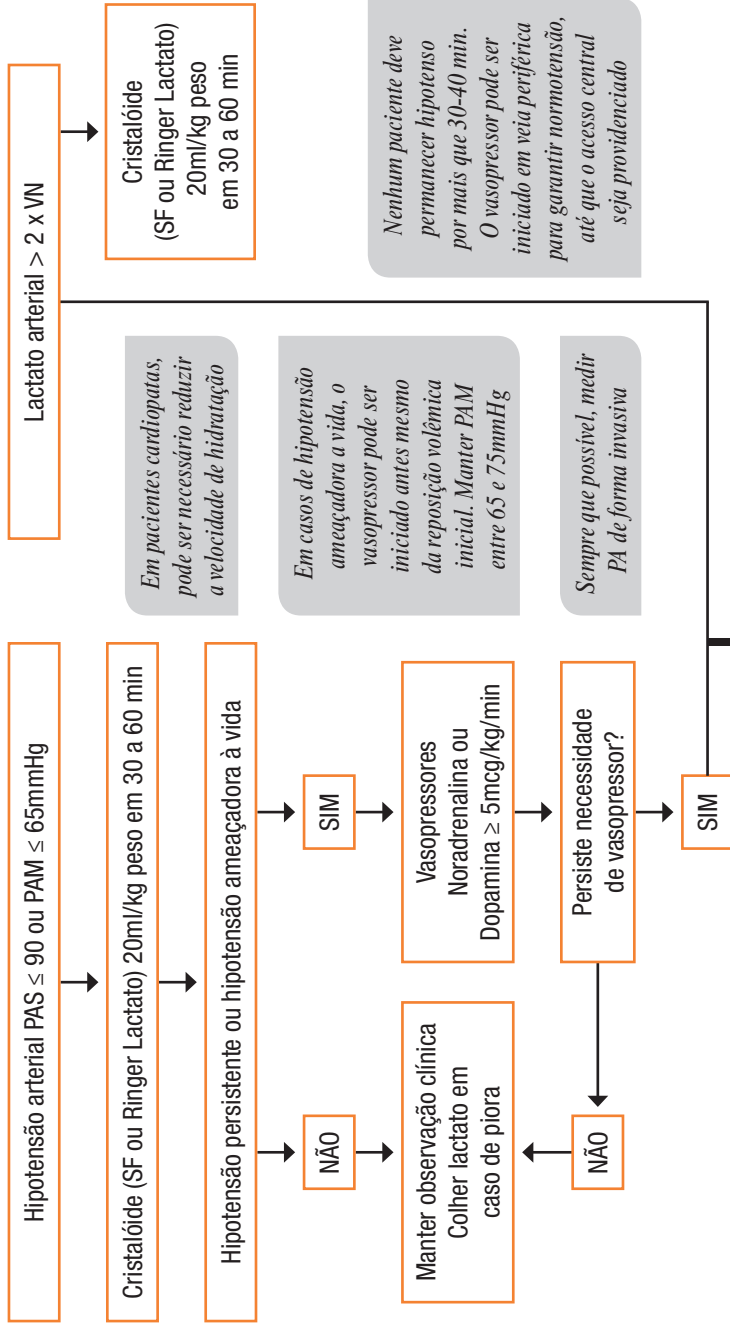 Hipotensão arterial PAS ≤ 90 ou PAM ≤ 65mmHg
Cristalóide (SF ou Ringer Lactato) 20ml/kg peso em 30 a 60 min
Hipotensão persistente ou hipotensão ameaçadora à vida
NÃO
SIM
Manter observação clínica
Colher lactato em
caso de piora
Vasopressores
Noradrenalina ou
Dopamina ≥ 5mcg/kg/min
Persiste necessidade
de vasopressor?
NÃO
SIM
Lactato arterial > 2 x VN
Cristalóide
(SF ou Ringer Lactato)
20ml/kg peso
em 30 a 60 min
Em pacientes cardiopatas,
pode ser necessário reduzir
a velocidade de hidratação
Em casos de hipotensão
ameaçadora a vida, o
vasopressor pode ser
iniciado antes mesmo
da reposição volêmica
inicial. Manter PAM
entre 65 e 75mmHg
Sempre que possível, medir
PA de forma invasiva
Nenhum paciente deve
permanecer hipotenso
por mais que 30-40 min.
O vasopressor pode ser
iniciado em veia periférica
para garantir normotensão,
até que o acesso central
seja providenciado